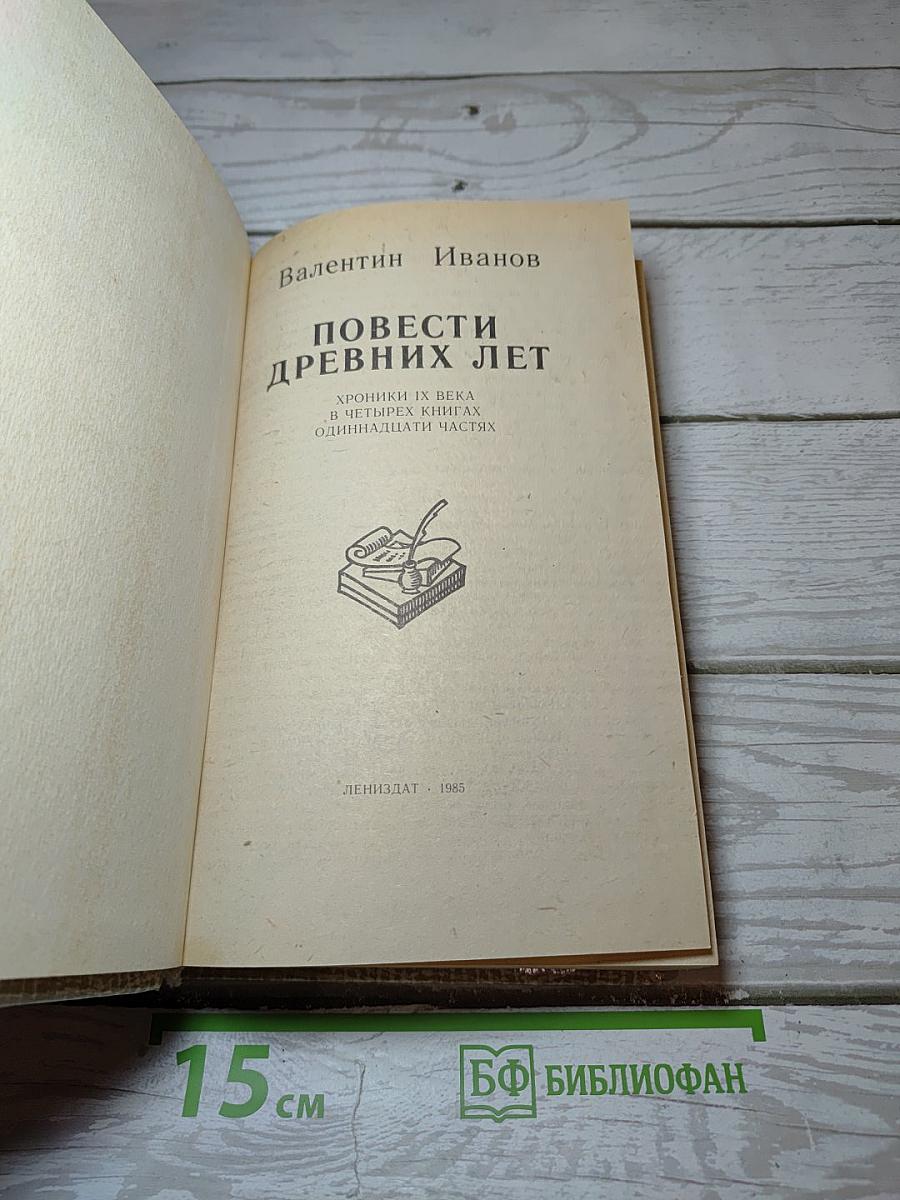 Валентин Иванов
ПОВЕСТИ
ДРЕВНИХ ЛЕТ
ХРОНИКИ IX ВЕКА
В ЧЕТЫРЕХ КНИГАХ
ОДИННАДЦАТИ ЧАСТЯХ
ЛЕНИЗДАТ · 1985
15 см
БФ БИБЛИОФАН